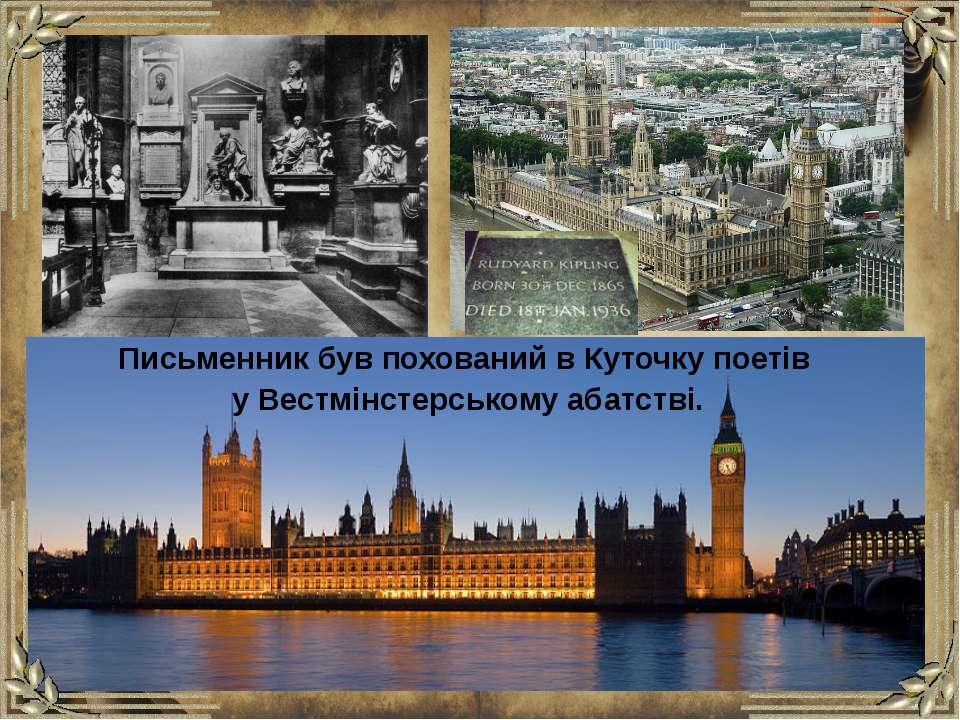 RUDYARD KIPLING
BORN 30TH DEC. 1865
DIED 18TH JAN. 1936
Письменник був похований в Куточку поетів
у Вестмінстерському абатстві.